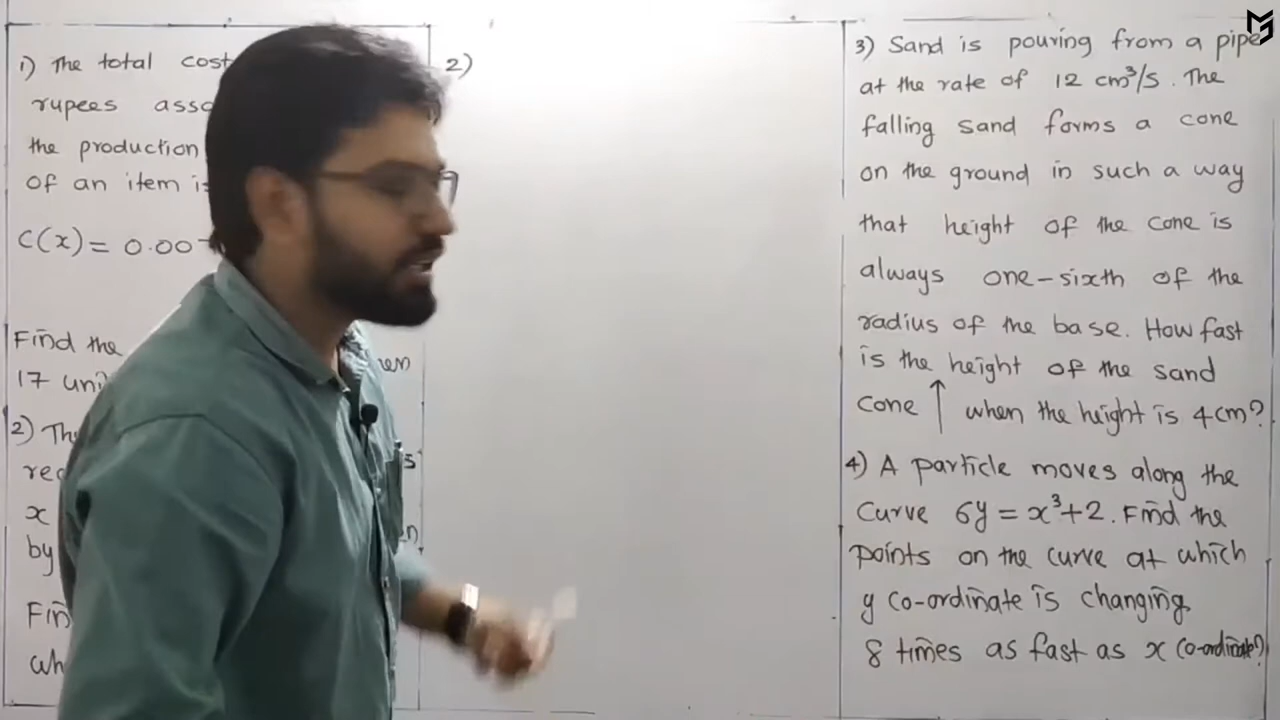 1) The total cost
rupees asso
the production
of an item is
C(x) = 0.00
Find the
17 uni
2) Th
rec
x
by
Fin
wh
2)
3) Sand is pouring from a pipe
at the rate of 12 cm³/s. The
falling sand forms a cone
on the ground in such a way
that height of the cone is
always one-sixth of the
radius of the base. How fast
is the height of the sand
cone ↑ when the height is 4cm?
4) A particle moves along the
curve 6y = x³+2. Find the
points on the curve at which
y co-ordinate is changing
8 times as fast as x co-ordinate?